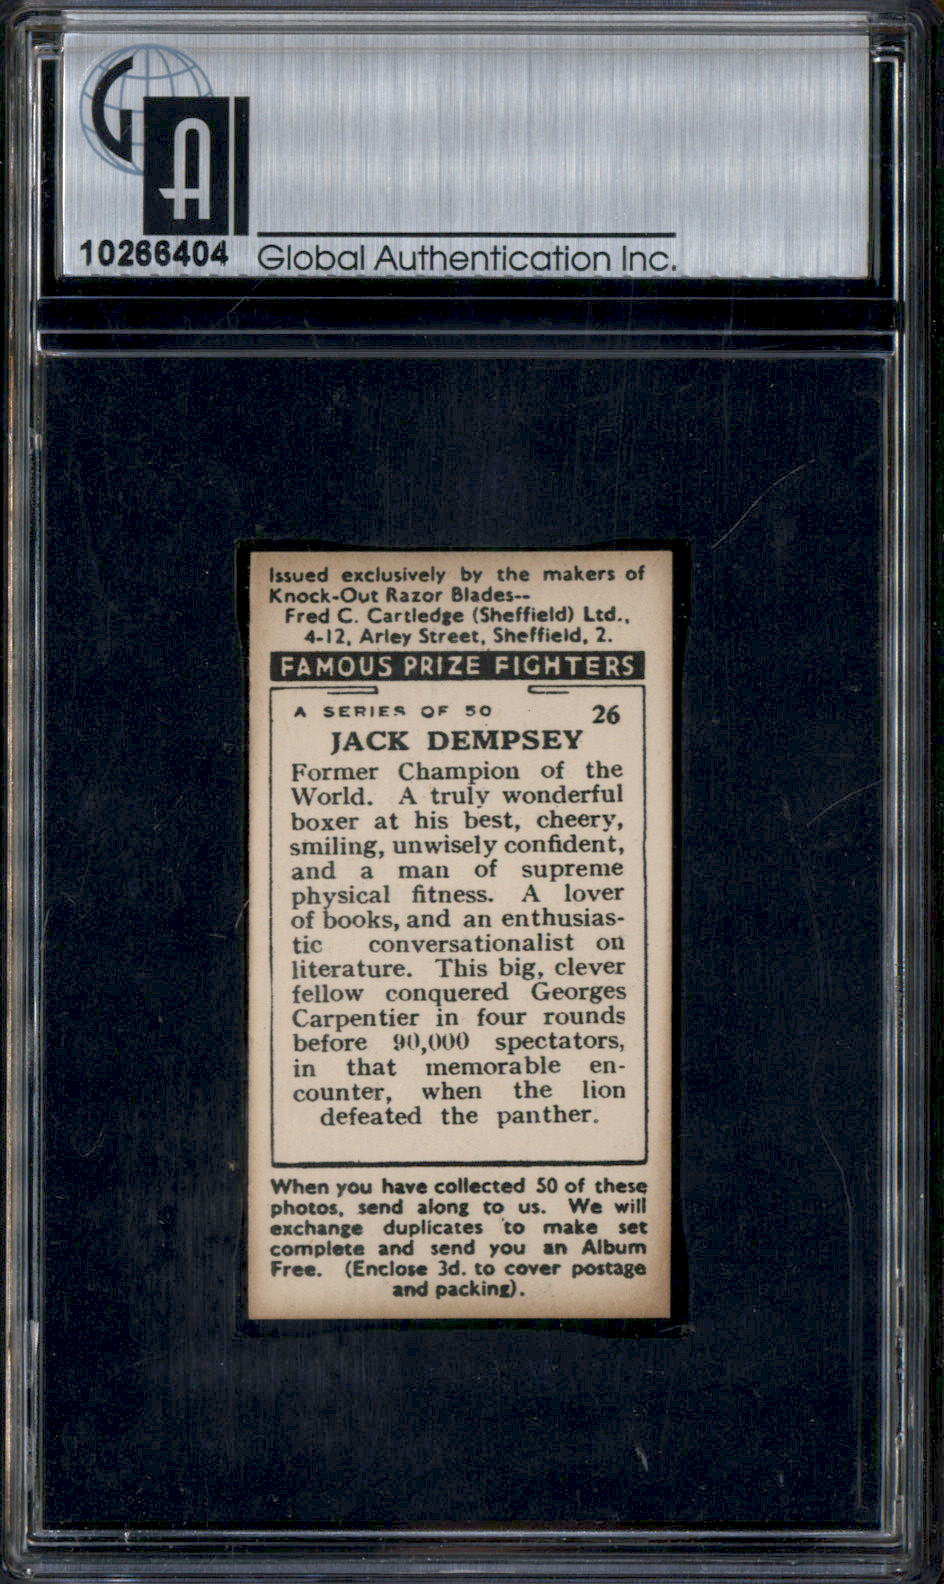 GA
10266404
Global Authentication Inc.
Issued exclusively by the makers of
Knock-Out Razor Blades--
Fred C. Cartledge (Sheffield) Ltd.,
4-12, Arley Street, Sheffield, 2.
FAMOUS PRIZE FIGHTERS
A SERIES OF 50 26
JACK DEMPSEY
Former Champion of the
World. A truly wonderful
boxer at his best, cheery,
smiling, unwisely confident,
and a man of supreme
physical fitness. A lover
of books, and an enthusias-
tic conversationalist on
literature. This big, clever
fellow conquered Georges
Carpentier in four rounds
before 90,000 spectators,
in that memorable en-
counter, when the lion
defeated the panther.
When you have collected 50 of these
photos, send along to us. We will
exchange duplicates to make set
complete and send you an Album
Free. (Enclose 3d. to cover postage
and packing).